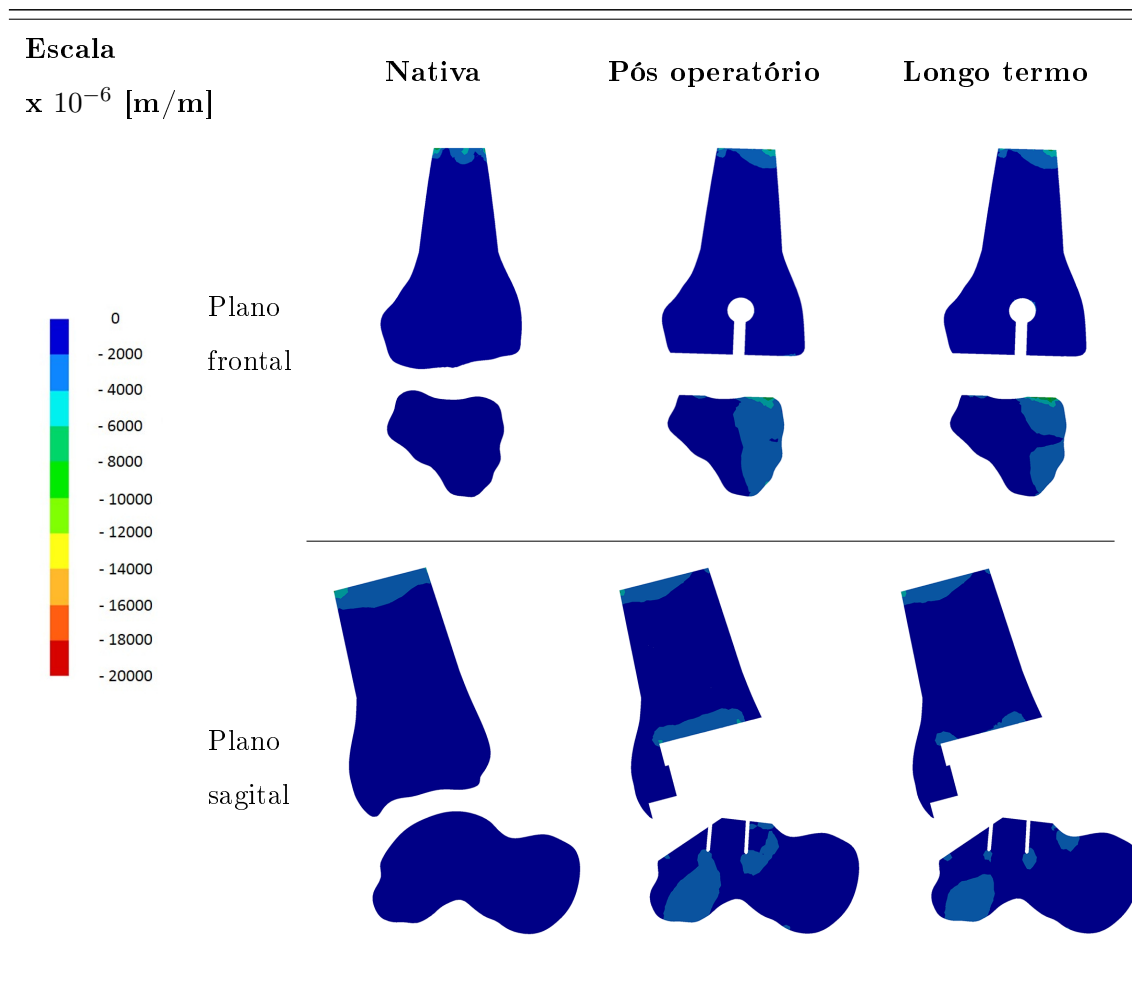 Escala
x 10⁻⁶ [m/m]
Nativa
Pós operatório
Longo termo
Plano
frontal
0
- 2000
- 4000
- 6000
- 8000
- 10000
- 12000
- 14000
- 16000
- 18000
- 20000
Plano
sagital